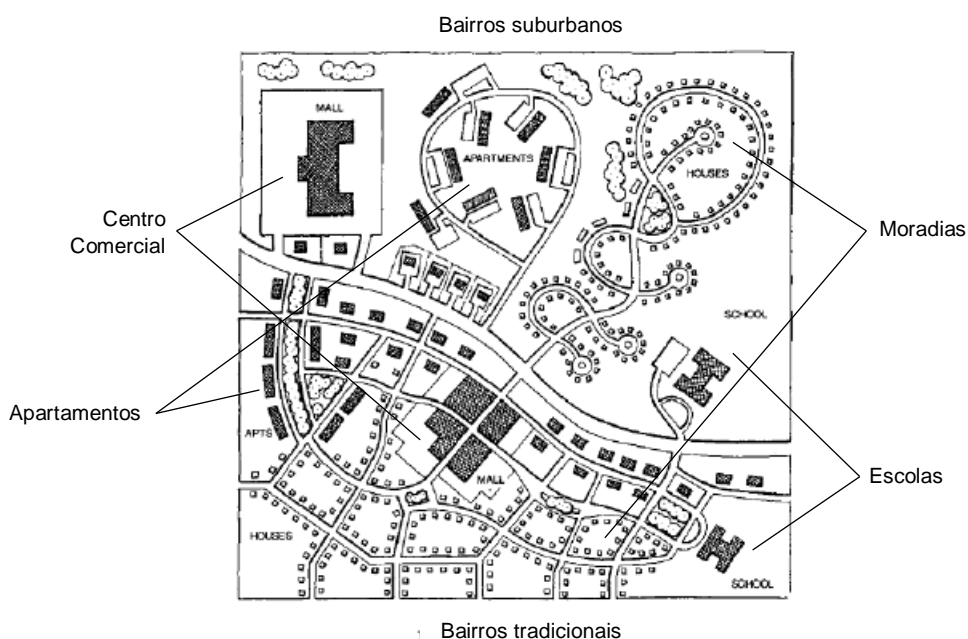 Bairros suburbanos
MALL
APARTMENTS
HOUSES
Centro
Comercial
Moradias
SCHOOL
Apartamentos
APTS
MALL
Escolas
HOUSES
SCHOOL
Bairros tradicionais